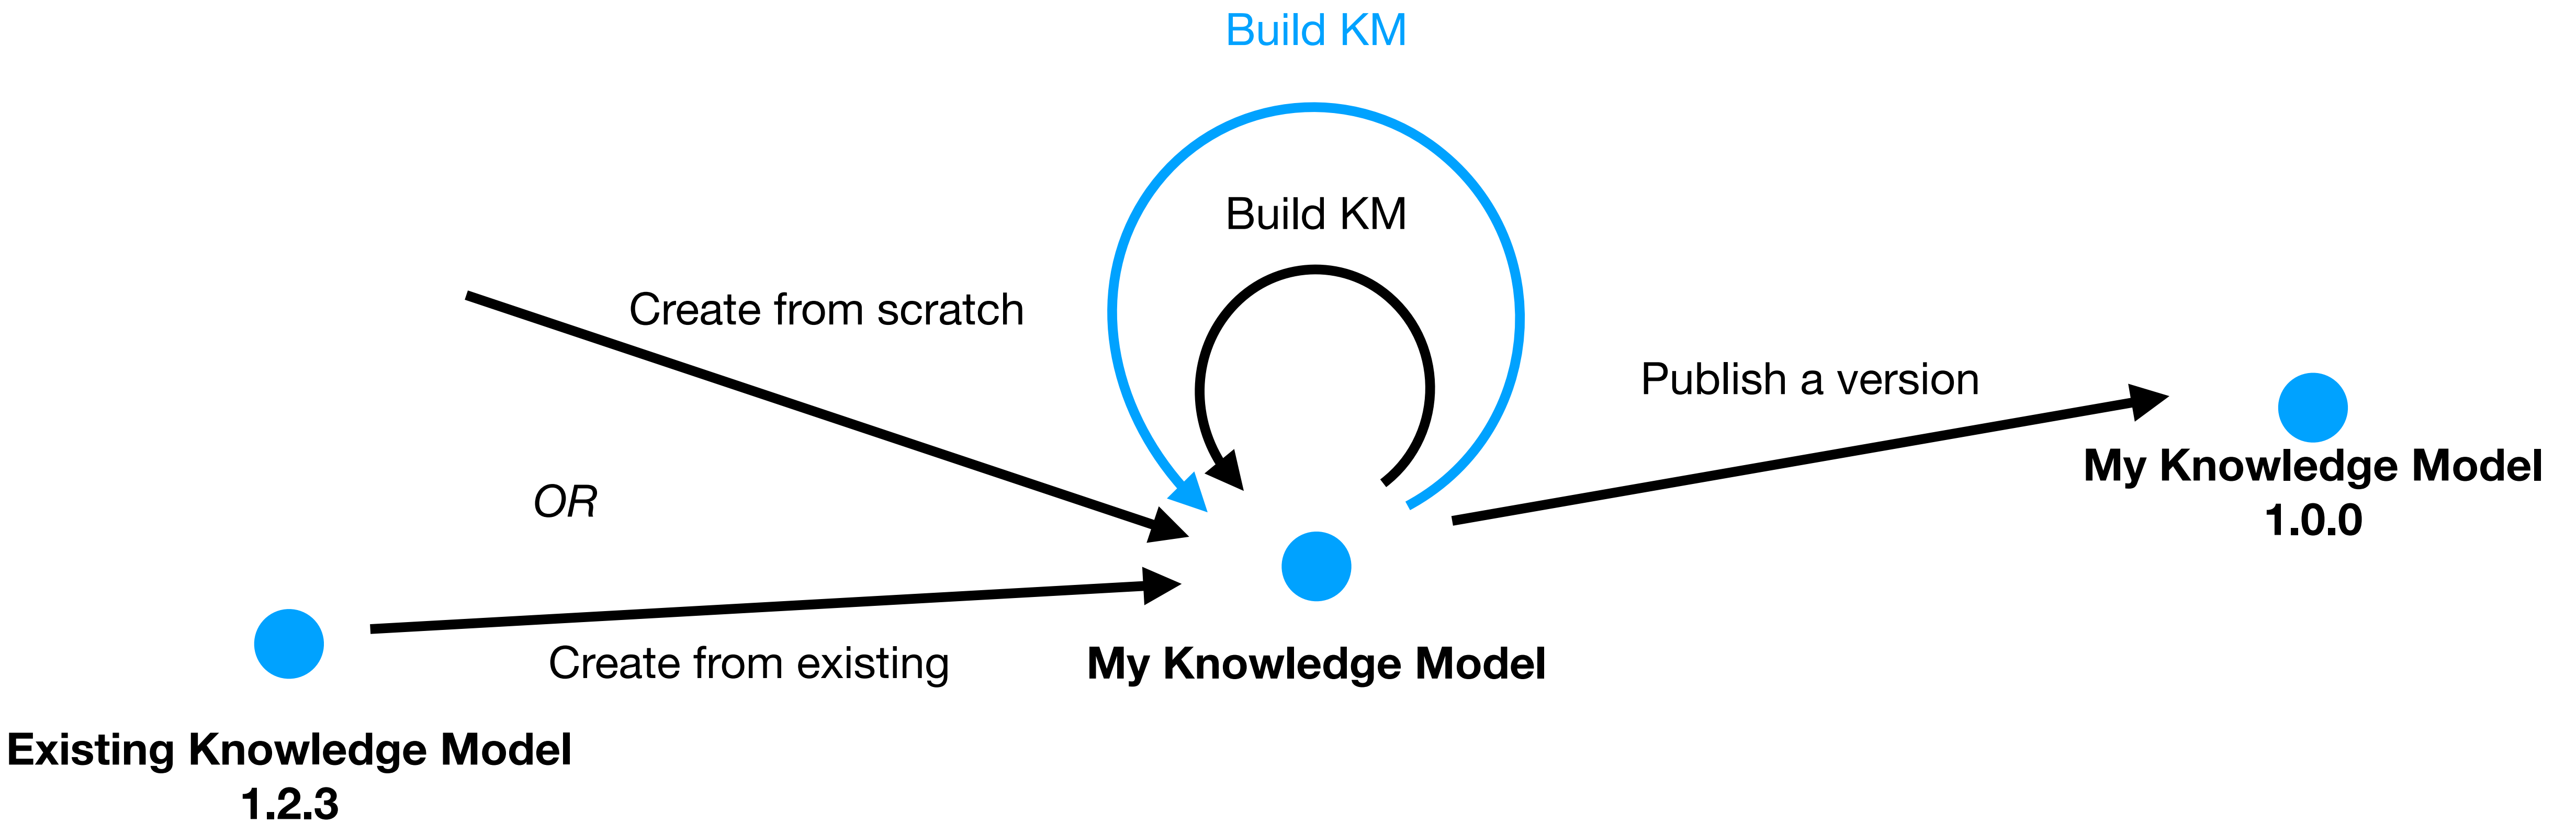 Build KM
Build KM
Create from scratch
Publish a version
My Knowledge Model
1.0.0
OR
Create from existing
My Knowledge Model
Existing Knowledge Model
1.2.3